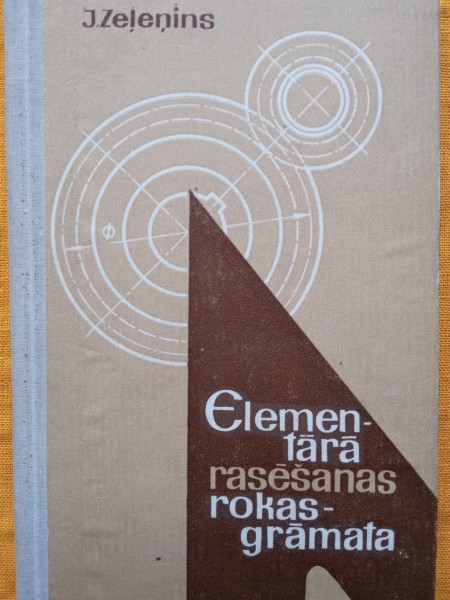 J.Zeļeņins
Φ
Elemen-
tārā
rasēšanas
rokas-
grāmata